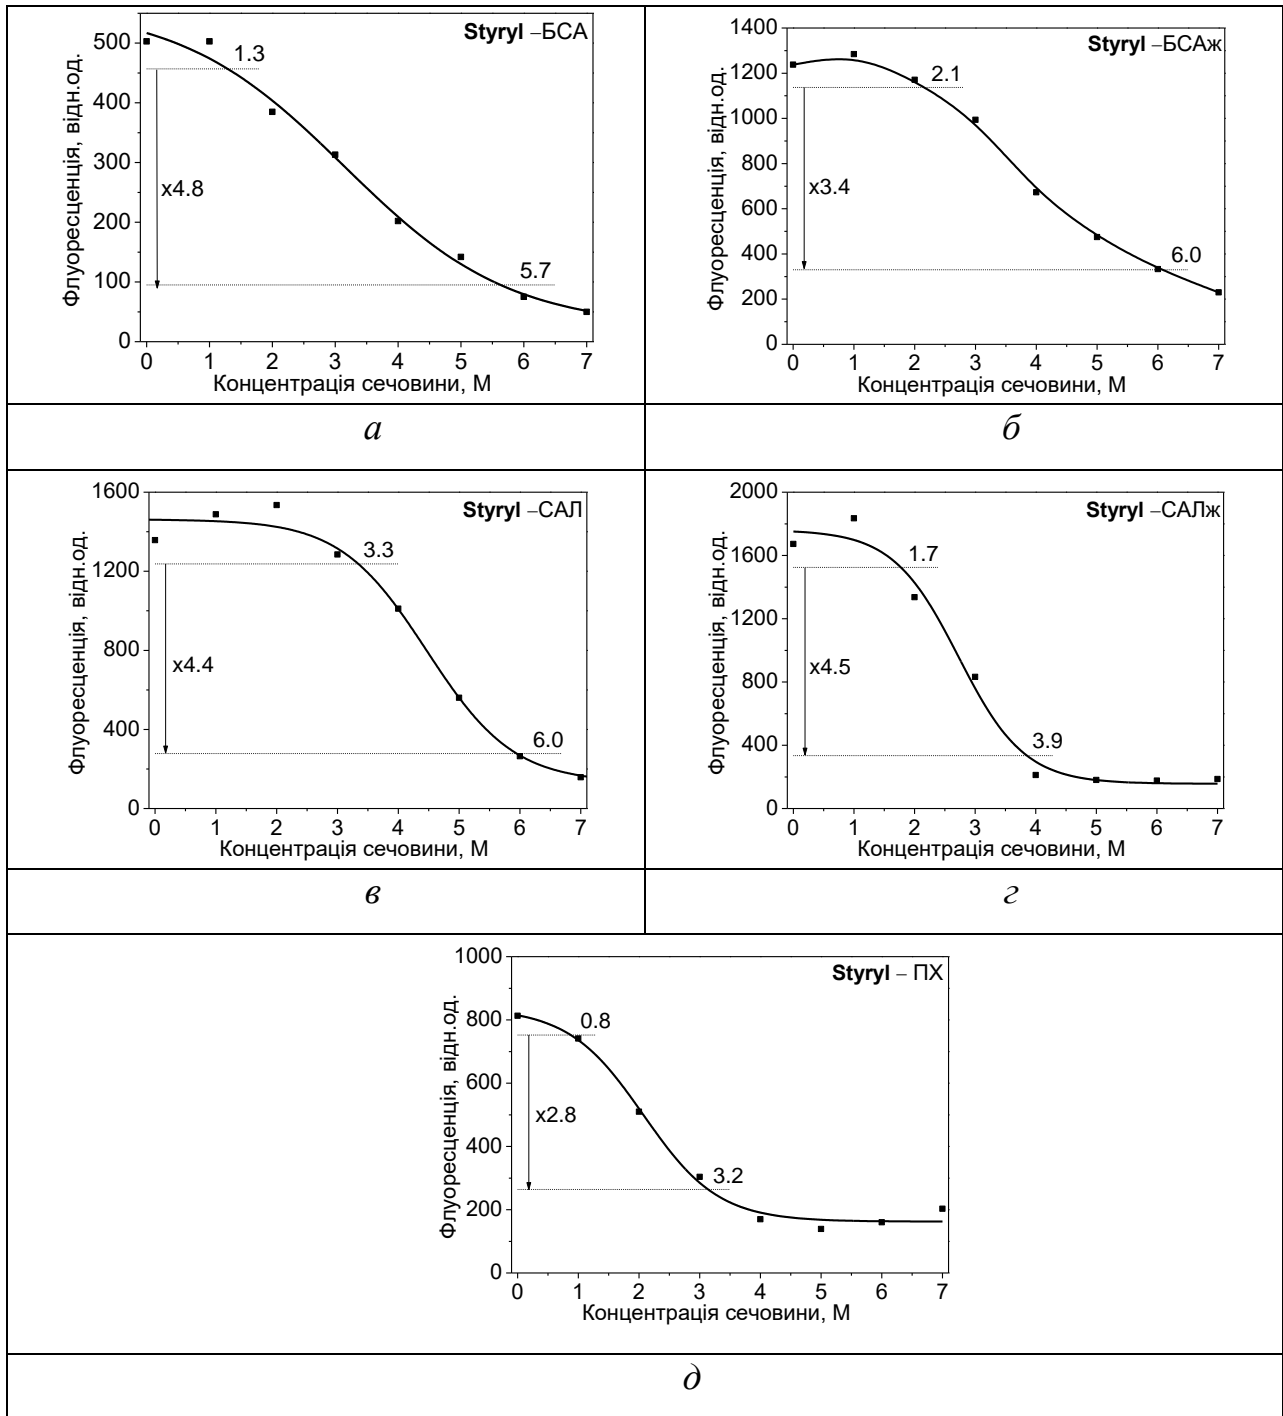 Styryl –БСА
Флуоресценція, відн.од.
500
400
300
200
100
0
1.3
x4.8
5.7
0 1 2 3 4 5 6 7
Концентрація сечовини, М
Styryl –БСАж
Флуоресценція, відн.од.
1400
1200
1000
800
600
400
200
0
2.1
x3.4
6.0
0 1 2 3 4 5 6 7
Концентрація сечовини, М
а
б
Styryl –САЛ
Флуоресценція, відн.од.
1600
1200
800
400
0
3.3
x4.4
6.0
0 1 2 3 4 5 6 7
Концентрація сечовини, М
Styryl –САЛж
Флуоресценція, відн.од.
2000
1600
1200
800
400
0
1.7
x4.5
3.9
0 1 2 3 4 5 6 7
Концентрація сечовини, М
в
г
Styryl – ПХ
Флуоресценція, відн.од.
1000
800
600
400
200
0
0.8
x2.8
3.2
0 1 2 3 4 5 6 7
Концентрація сечовини, М
д